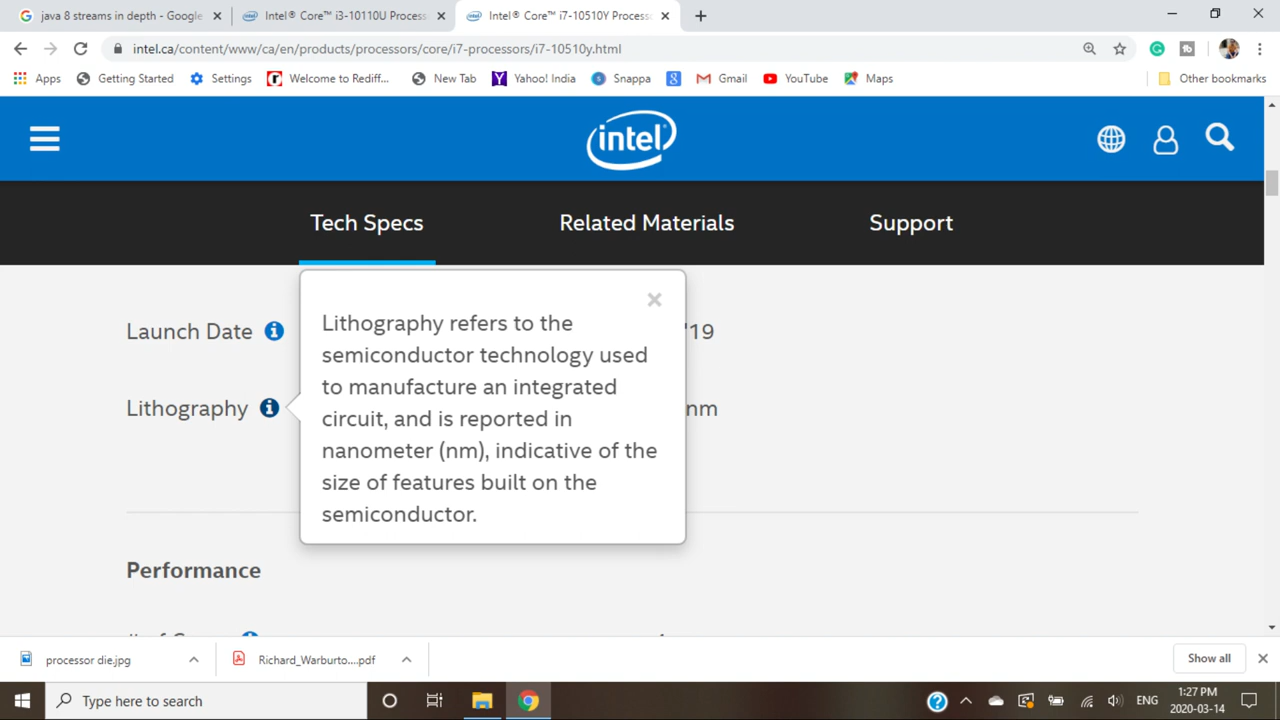 java 8 streams in depth - Google
Intel® Core™ i3-10110U Process
Intel® Core™ i7-10510Y Process
intel.ca/content/www/ca/en/products/processors/core/i7-processors/i7-10510y.html
Apps
Getting Started
Settings
Welcome to Rediff...
New Tab
Yahoo! India
Snappa
Gmail
YouTube
Maps
Other bookmarks
intel
Tech Specs
Related Materials
Support
Launch Date
'19
Lithography
nm
Lithography refers to the
semiconductor technology used
to manufacture an integrated
circuit, and is reported in
nanometer (nm), indicative of the
size of features built on the
semiconductor.
Performance
processor die.jpg
Richard_Warburto....pdf
Show all
Type here to search
ENG
1:27 PM
2020-03-14